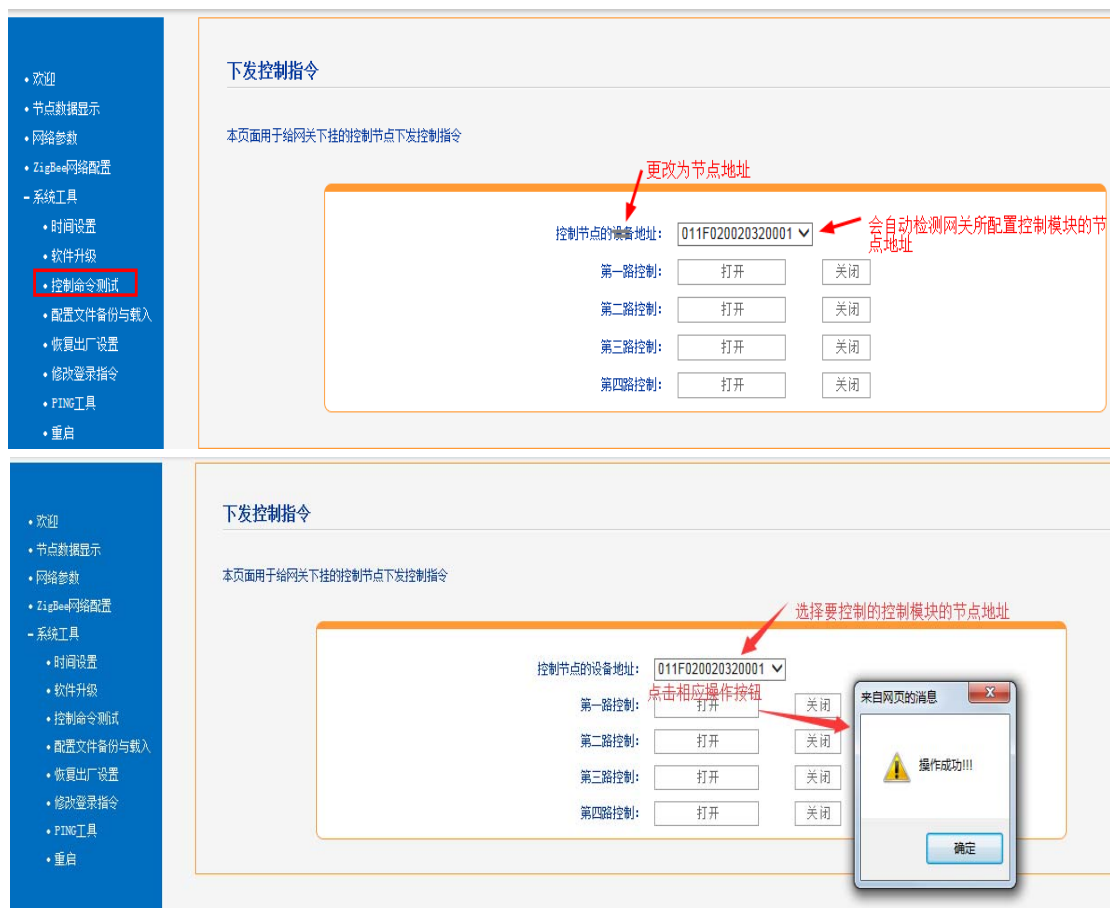 • 欢迎
• 节点数据显示
• 网络参数
• ZigBee网络配置
- 系统工具
• 时间设置
• 软件升级
• 控制命令测试
• 配置文件备份与载入
• 恢复出厂设置
• 修改登录指令
• PING工具
• 重启
下发控制指令
本页面用于给网关下挂的控制节点下发控制指令
更改为节点地址
控制节点的设备地址: 011F020020320001
会自动检测网关所配置控制模块的节
点地址
第一路控制: 打开 关闭
第二路控制: 打开 关闭
第三路控制: 打开 关闭
第四路控制: 打开 关闭
• 欢迎
• 节点数据显示
• 网络参数
• ZigBee网络配置
- 系统工具
• 时间设置
• 软件升级
• 控制命令测试
• 配置文件备份与载入
• 恢复出厂设置
• 修改登录指令
• PING工具
• 重启
下发控制指令
本页面用于给网关下挂的控制节点下发控制指令
选择要控制的控制模块的节点地址
控制节点的设备地址: 011F020020320001
点击相应操作按钮
第一路控制: 打开 关闭
第二路控制: 打开 关闭
第三路控制: 打开 关闭
第四路控制: 打开 关闭
来自网页的消息
X
操作成功!!!
确定